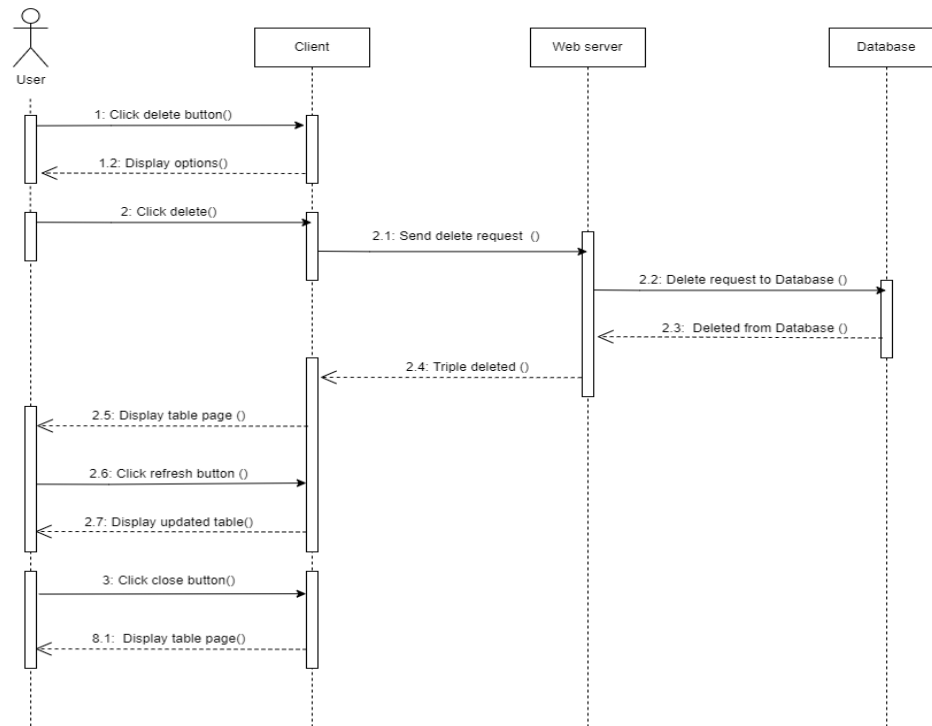 Client
Web server
Database
User
1: Click delete button()
1.2: Display options()
2: Click delete()
2.1: Send delete request  ()
2.2: Delete request to Database ()
2.3:  Deleted from Database ()
2.4: Triple deleted ()
2.5: Display table page ()
2.6: Click refresh button ()
2.7: Display updated table()
3: Click close button()
8.1:  Display table page()